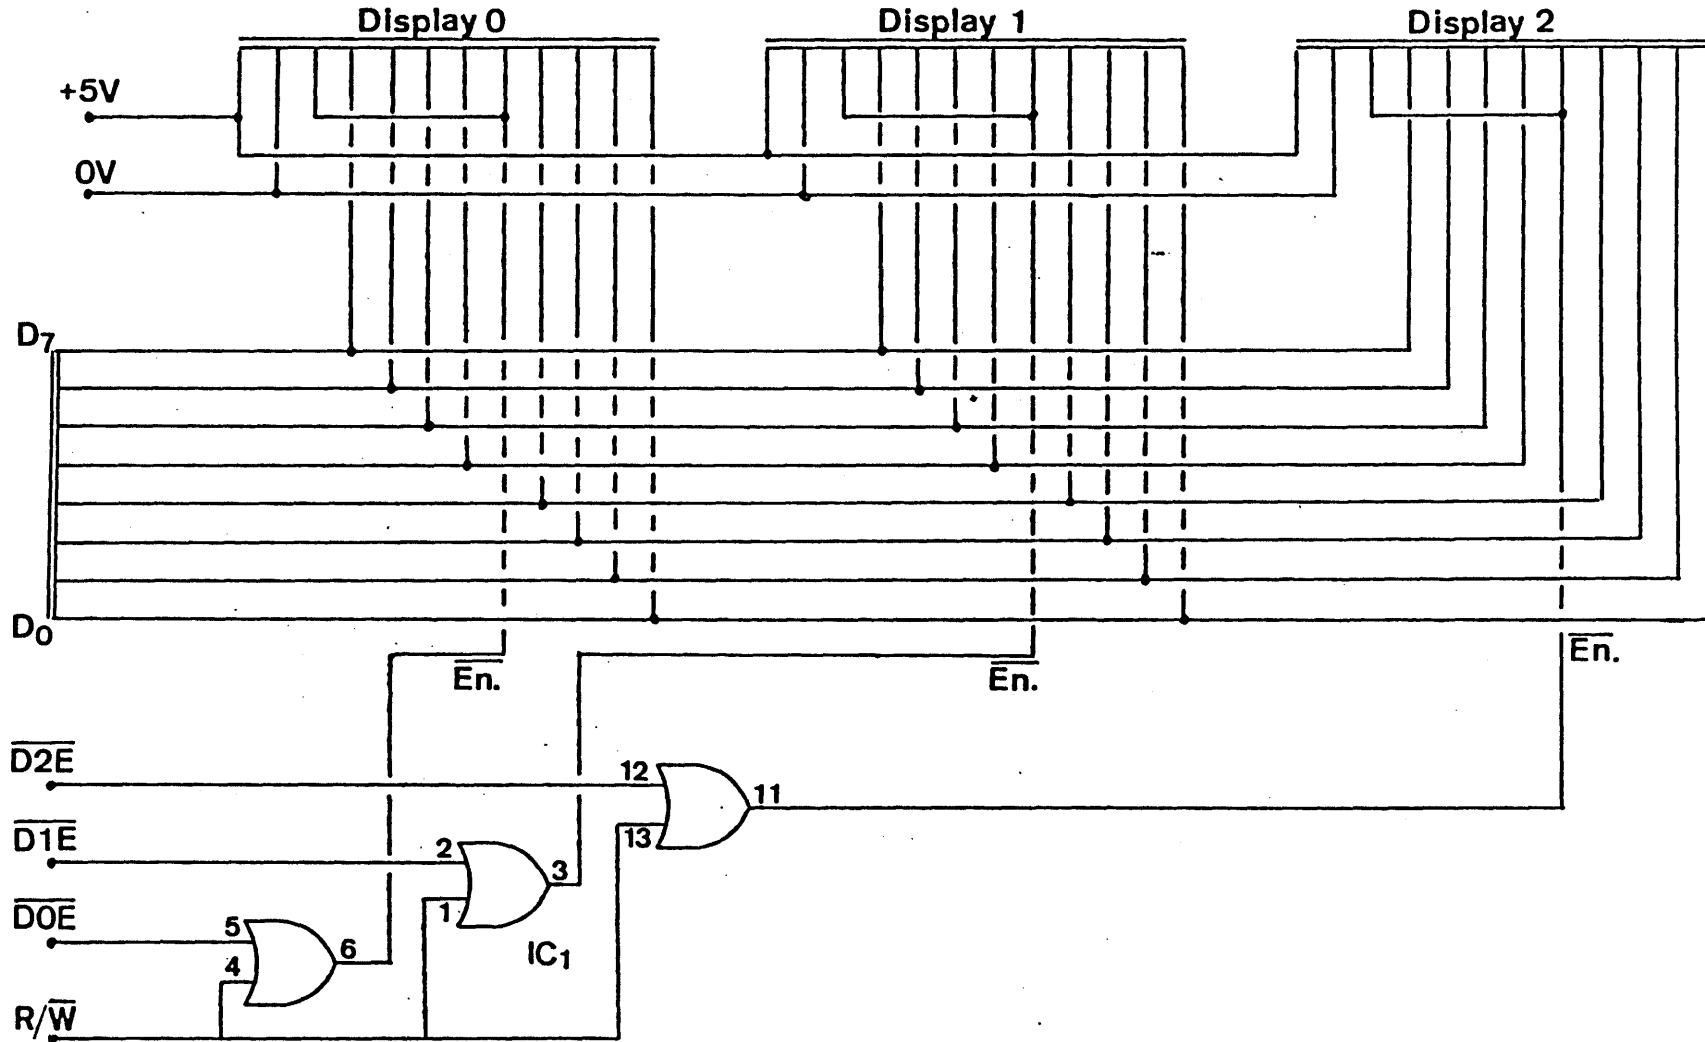 Display 0
Display 1
Display 2
+5V
0V
D7
D0
En.
En.
En.
D2E
12
11
13
D1E
2
3
1
D0E
5
6
4
IC1
R/W